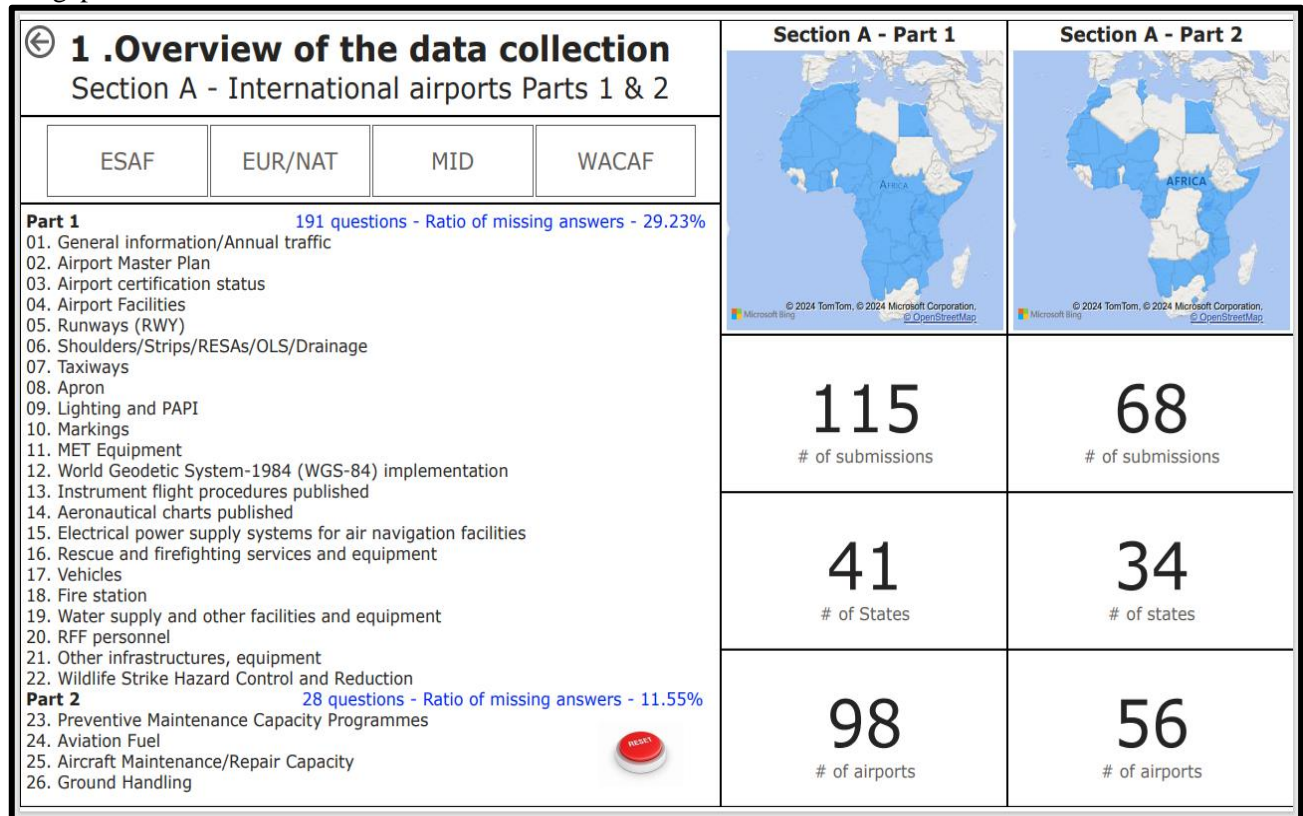 1 .Overview of the data collection
Section A - International airports Parts 1 & 2
ESAF
EUR/NAT
MID
WACAF
Part 1 191 questions - Ratio of missing answers - 29.23%
01. General information/Annual traffic
02. Airport Master Plan
03. Airport certification status
04. Airport Facilities
05. Runways (RWY)
06. Shoulders/Strips/RESAs/OLS/Drainage
07. Taxiways
08. Apron
09. Lighting and PAPI
10. Markings
11. MET Equipment
12. World Geodetic System-1984 (WGS-84) implementation
13. Instrument flight procedures published
14. Aeronautical charts published
15. Electrical power supply systems for air navigation facilities
16. Rescue and firefighting services and equipment
17. Vehicles
18. Fire station
19. Water supply and other facilities and equipment
20. RFF personnel
21. Other infrastructures, equipment
22. Wildlife Strike Hazard Control and Reduction
Part 2 28 questions - Ratio of missing answers - 11.55%
23. Preventive Maintenance Capacity Programmes
24. Aviation Fuel
25. Aircraft Maintenance/Repair Capacity
26. Ground Handling
RESET
Section A - Part 1
AFRICA
© 2024 TomTom, © 2024 Microsoft Corporation,
Microsoft Bing
© OpenStreetMap
115
# of submissions
41
# of States
98
# of airports
Section A - Part 2
AFRICA
© 2024 TomTom, © 2024 Microsoft Corporation,
Microsoft Bing
© OpenStreetMap
68
# of submissions
34
# of states
56
# of airports